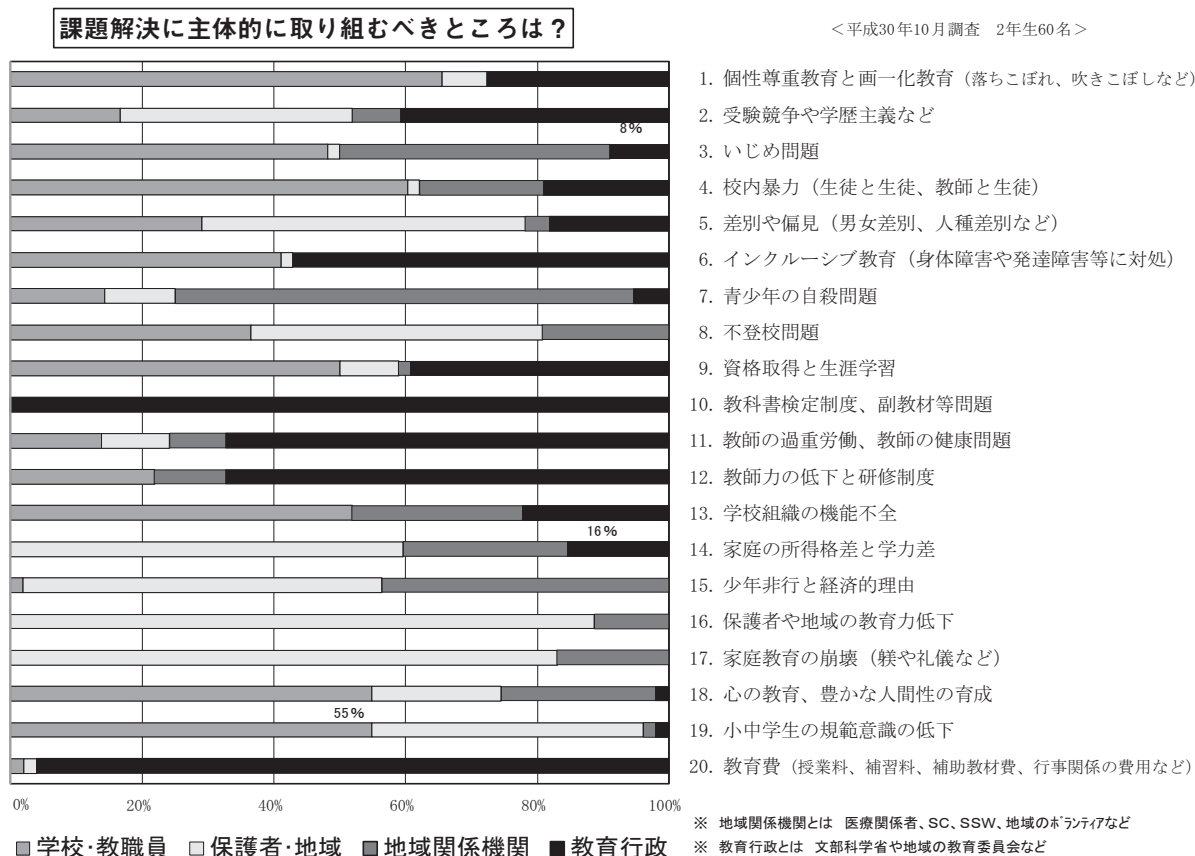 課題解決に主体的に取り組むべきところは？
＜平成30年10月調査　2年生60名＞
1. 個性尊重教育と画一化教育（落ちこぼれ、吹きこぼしなど）
2. 受験競争や学歴主義など
8%
3. いじめ問題
4. 校内暴力（生徒と生徒、教師と生徒）
5. 差別や偏見（男女差別、人種差別など）
6. インクルーシブ教育（身体障害や発達障害等に対処）
7. 青少年の自殺問題
8. 不登校問題
9. 資格取得と生涯学習
10. 教科書検定制度、副教材等問題
11. 教師の過重労働、教師の健康問題
12. 教師力の低下と研修制度
13. 学校組織の機能不全
16%
14. 家庭の所得格差と学力差
15. 少年非行と経済的理由
16. 保護者や地域の教育力低下
17. 家庭教育の崩壊（躾や礼儀など）
18. 心の教育、豊かな人間性の育成
55%
19. 小中学生の規範意識の低下
20. 教育費（授業料、補習料、補助教材費、行事関係の費用など）
0% 20% 40% 60% 80% 100%
■学校・教職員 □保護者・地域 ■地域関係機関 ■教育行政
※ 地域関係機関とは 医療関係者、SC、SSW、地域のボランティアなど
※ 教育行政とは 文部科学省や地域の教育委員会など